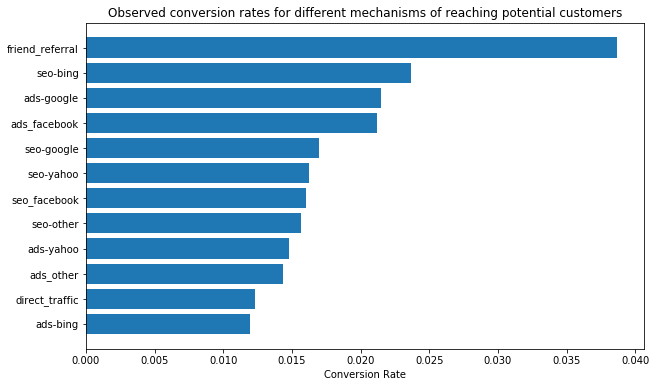 Observed conversion rates for different mechanisms of reaching potential customers
friend_referral
seo-bing
ads-google
ads_facebook
seo-google
seo-yahoo
seo_facebook
seo-other
ads-yahoo
ads_other
direct_traffic
ads-bing
0.000 0.005 0.010 0.015 0.020 0.025 0.030 0.035 0.040
Conversion Rate